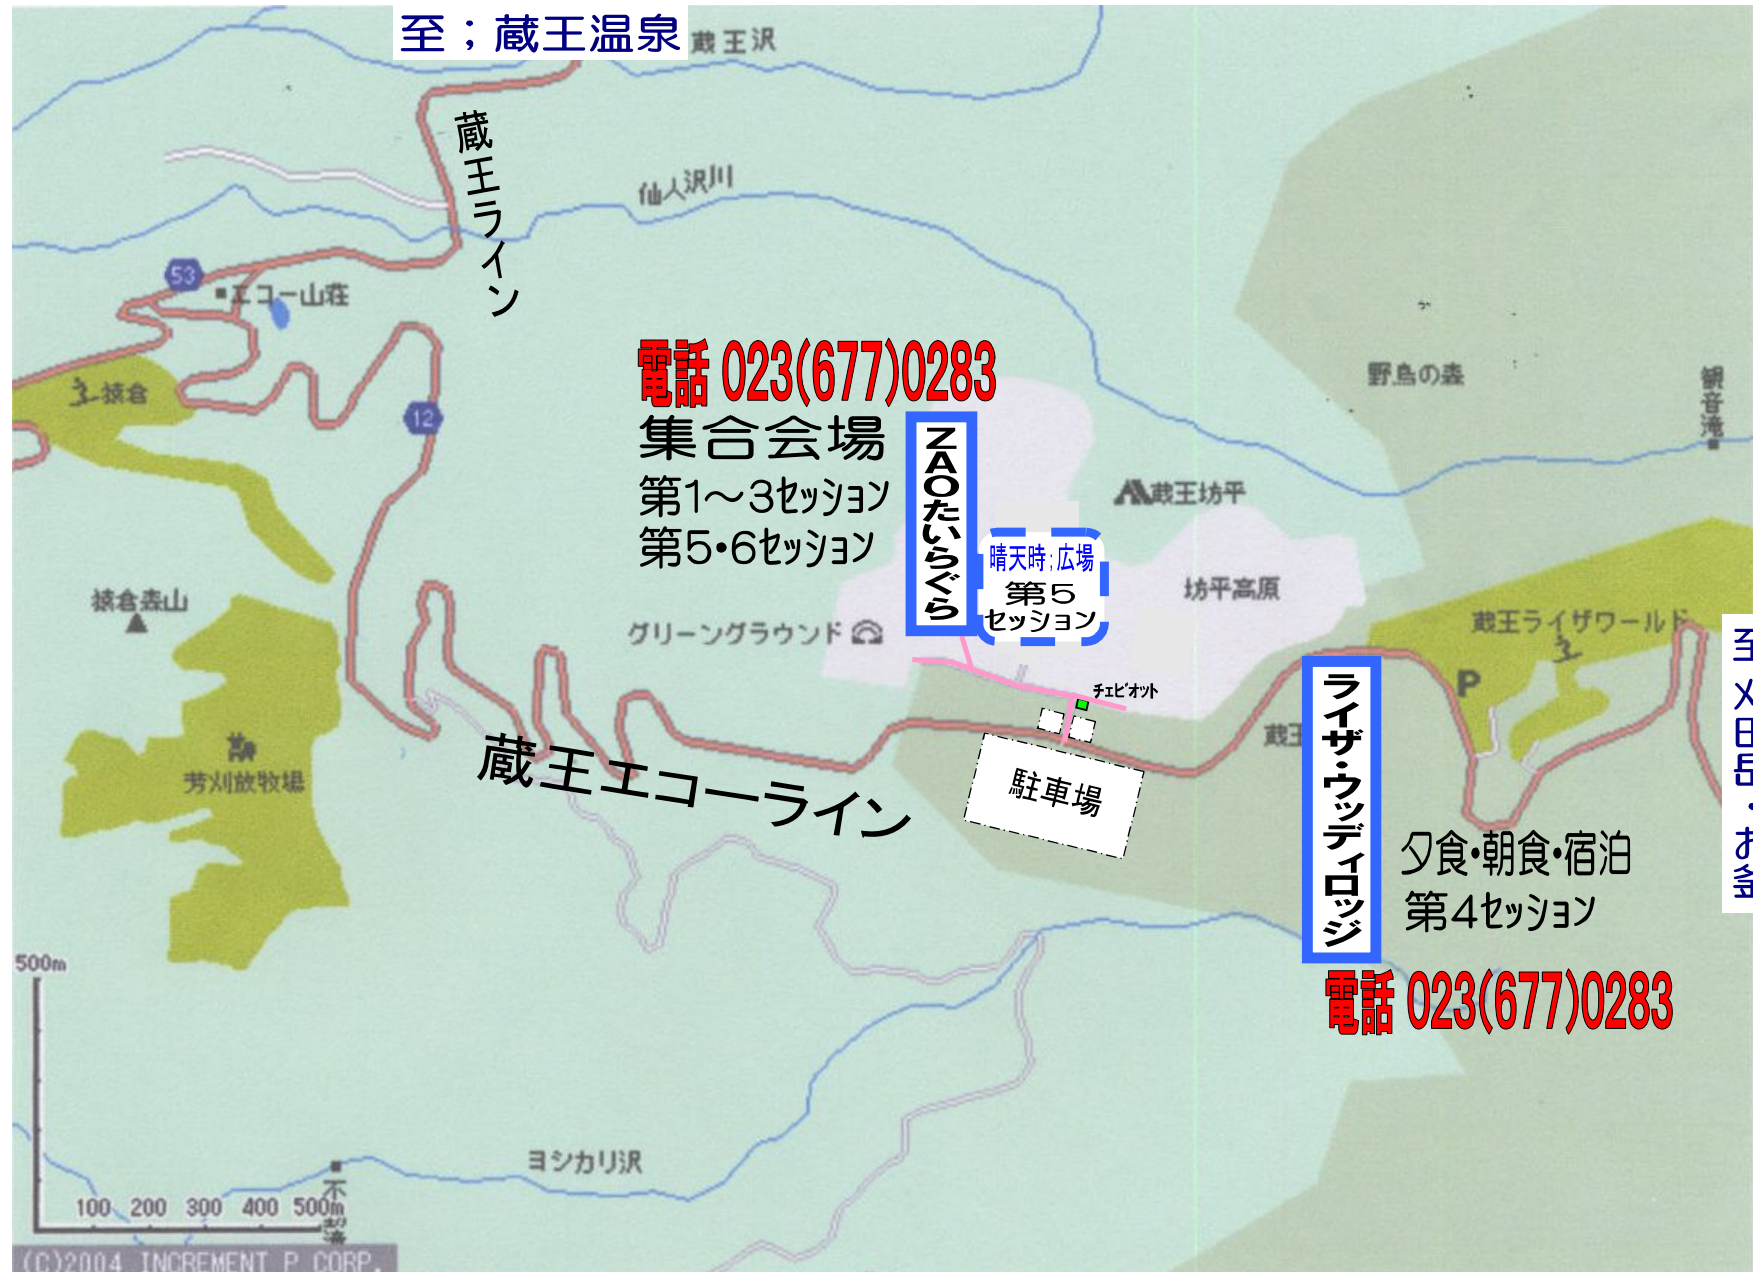 至；蔵王温泉
蔵王沢
蔵王ライン
仙人沢川
53
エコー山荘
電話 023(677)0283
野鳥の森
観音滝
猿倉
12
集合会場
第1～3セッション
第5・6セッション
ZAOたいらぐら
蔵王坊平
晴天時；広場
第5
セッション
坊平高原
猿倉森山
グリーングラウンド
蔵王ライザワールド
至
刈田岳・お釜
チェビオット
P
ライザ・ウッディロッジ
蔵王
芳刈放牧場
蔵王エコーライン
駐車場
夕食・朝食・宿泊
第4セッション
500m
電話 023(677)0283
ヨシカリ沢
100 200 300 400 500m
不
滝
(C)2004 INCREMENT P CORP.